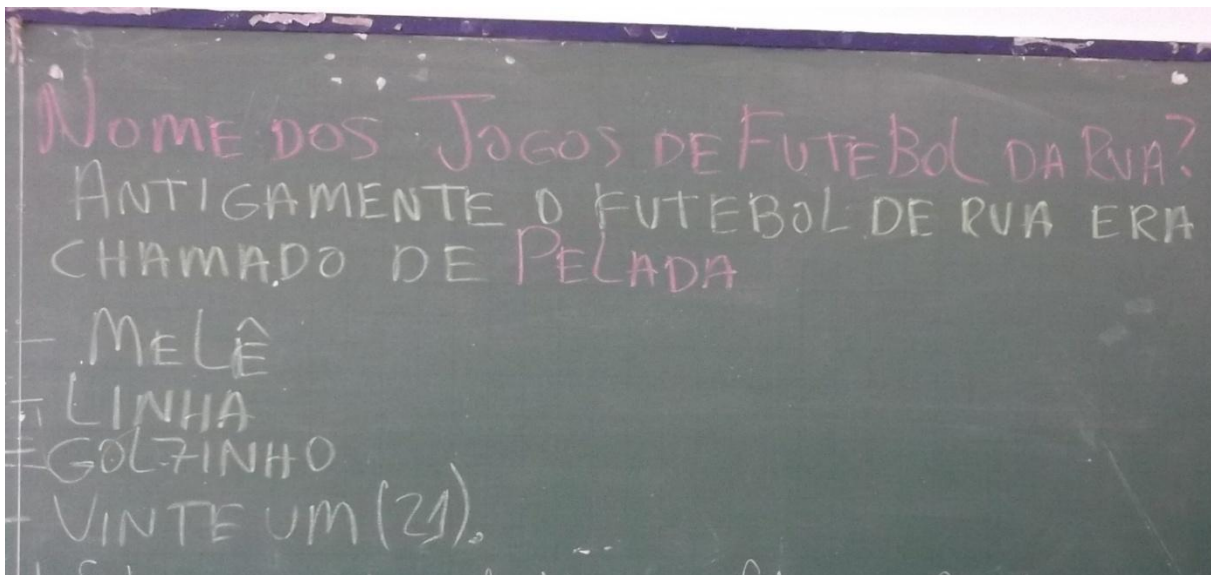 NOME DOS JOGOS DE FUTEBOL DA RUA?
ANTIGAMENTE O FUTEBOL DE RUA ERA
CHAMADO DE PELADA
- MELÊ
- LINHA
- GOLZINHO
- VINTE UM (21).